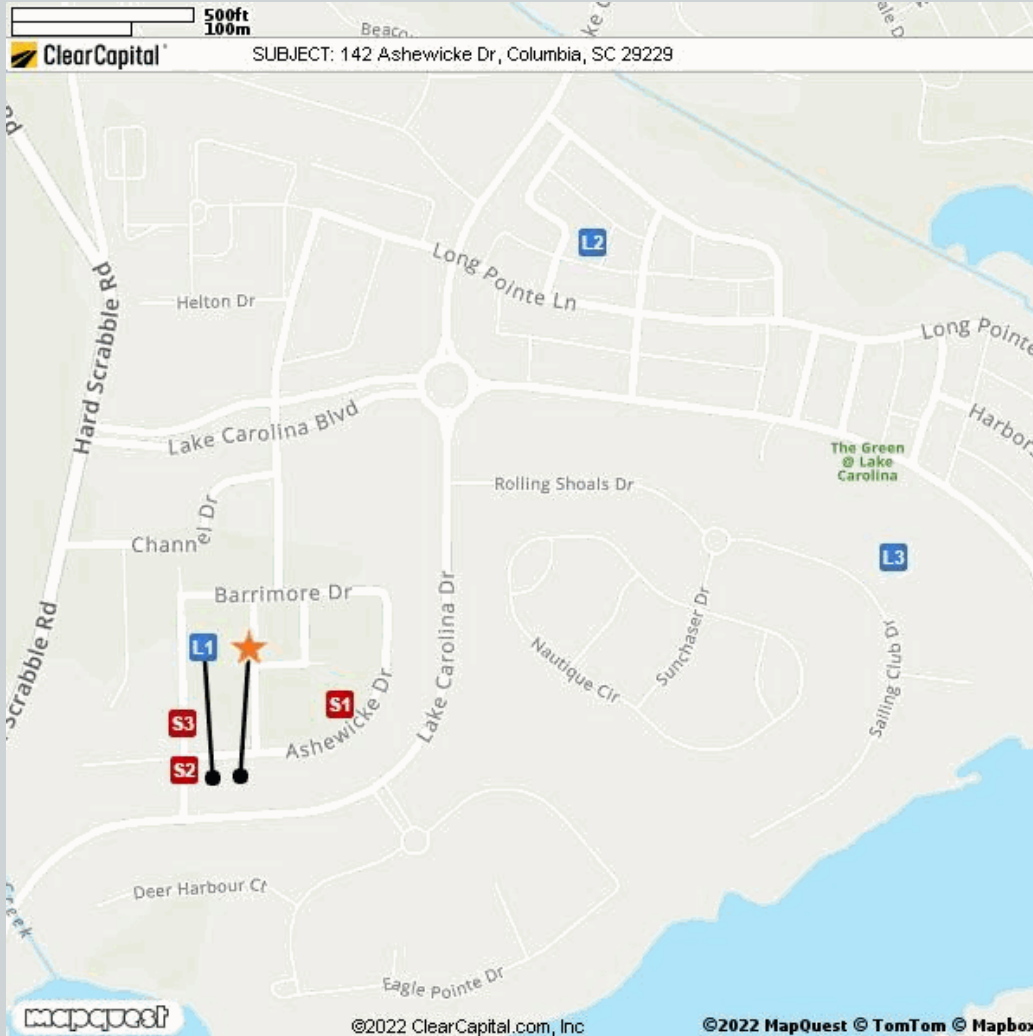 500ft
100m
ClearCapital
SUBJECT: 142 Ashewicke Dr, Columbia, SC 29229
Long Pointe Ln
L2
Helton Dr
Hard Scrabble Rd
Long Pointe
Lake Carolina Blvd
Harbors
The Green
@ Lake
Carolina
Rolling Shoals Dr
Channel Dr
L3
Barrimore Dr
Lake Carolina Dr
Scrabble Rd
L1
Sunchaser Dr
Nautique Cir
Sailing Club Dr
S1
S3
Ashewicke Dr
S2
Deer Harbour Ct
Creek
Eagle Pointe Dr
mapquest
©2022 ClearCapital.com, Inc
©2022 MapQuest © TomTom © Mapbox